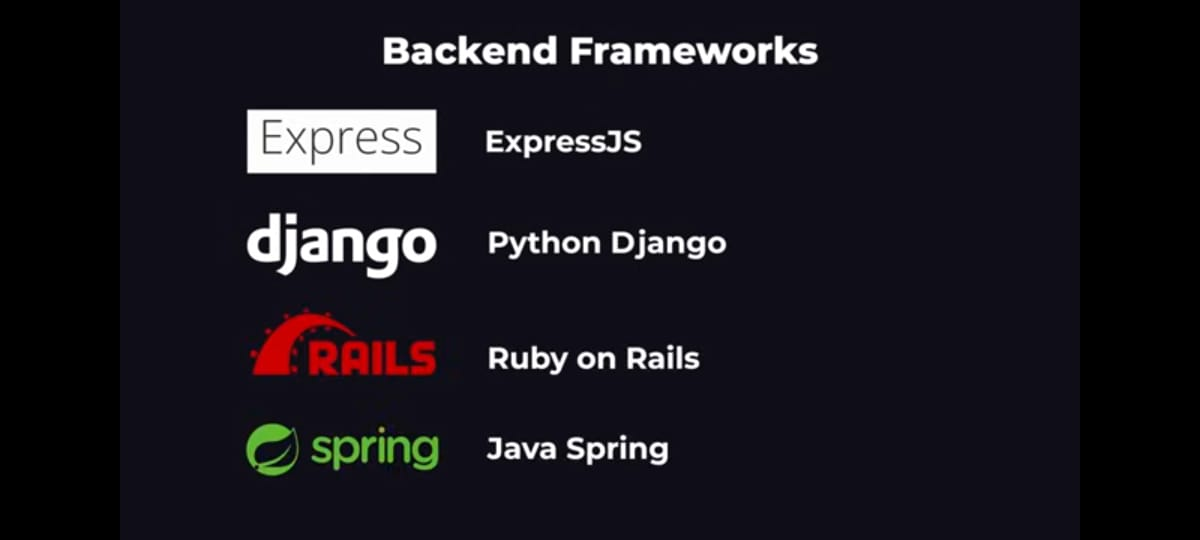 Backend Frameworks
Express ExpressJS
django Python Django
RAILS Ruby on Rails
spring Java Spring